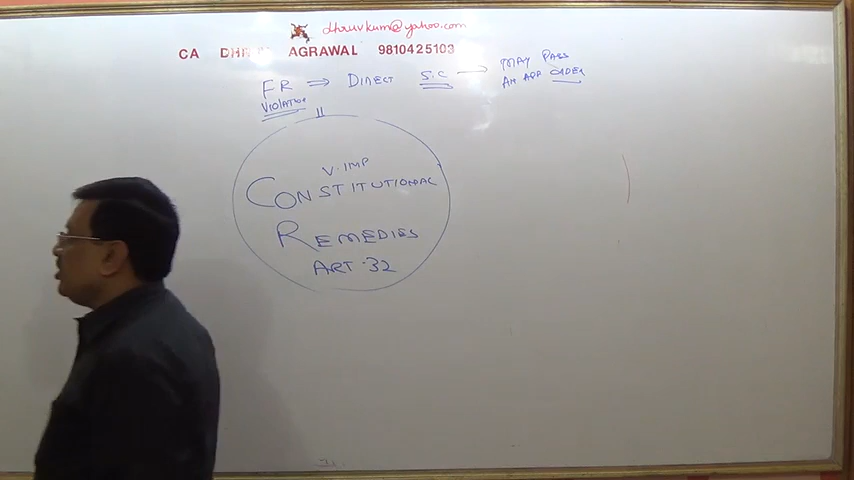 dhruvkum@yahoo.com
CA DHR AGRAWAL 9810425103
FR ⇒ DIRECT S.C → MAY PASS
AN APP ORDER
VIOLATION
V. IMP
CONSTITUTIONAL
REMEDIES
ART. 32